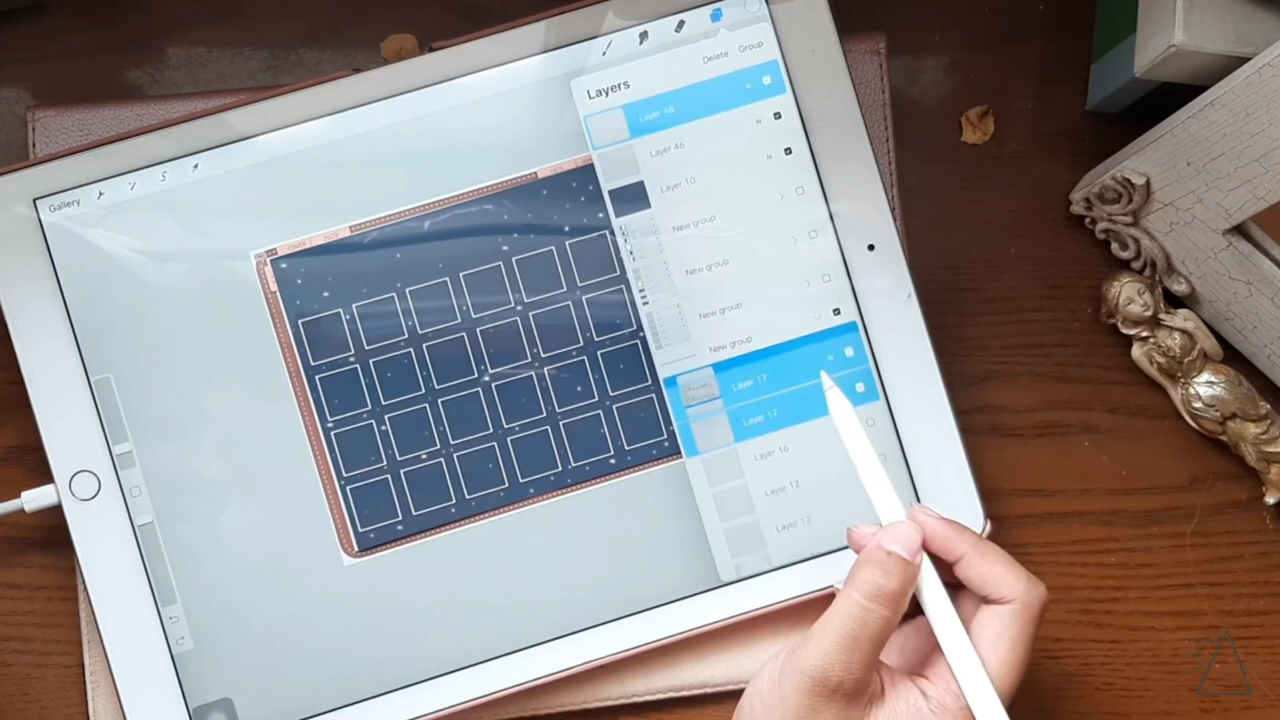 Gallery
Delete Group
Layers
Layer 48
N
Layer 46
N
Layer 10
N
New group
New group
New group
New group
Layer 17
N
Layer 17
Layer 16
Layer 12
Layer 12
COVER